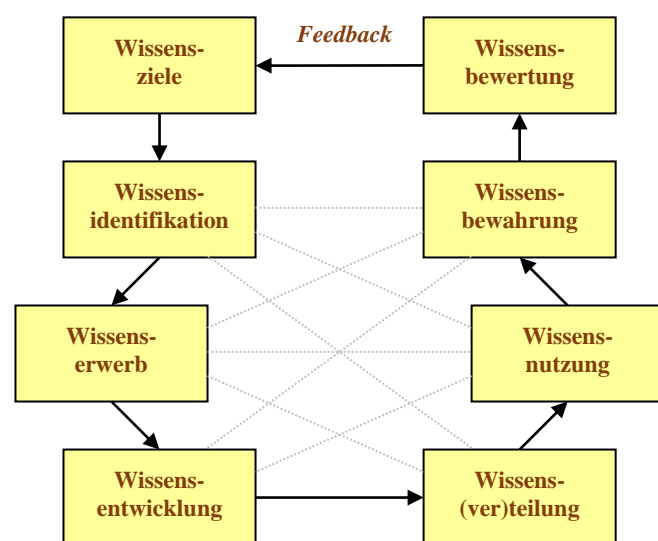 Wissens-
ziele
Feedback
Wissens-
bewertung
Wissens-
identifikation
Wissens-
bewahrung
Wissens-
erwerb
Wissens-
nutzung
Wissens-
entwicklung
Wissens-
(ver)teilung